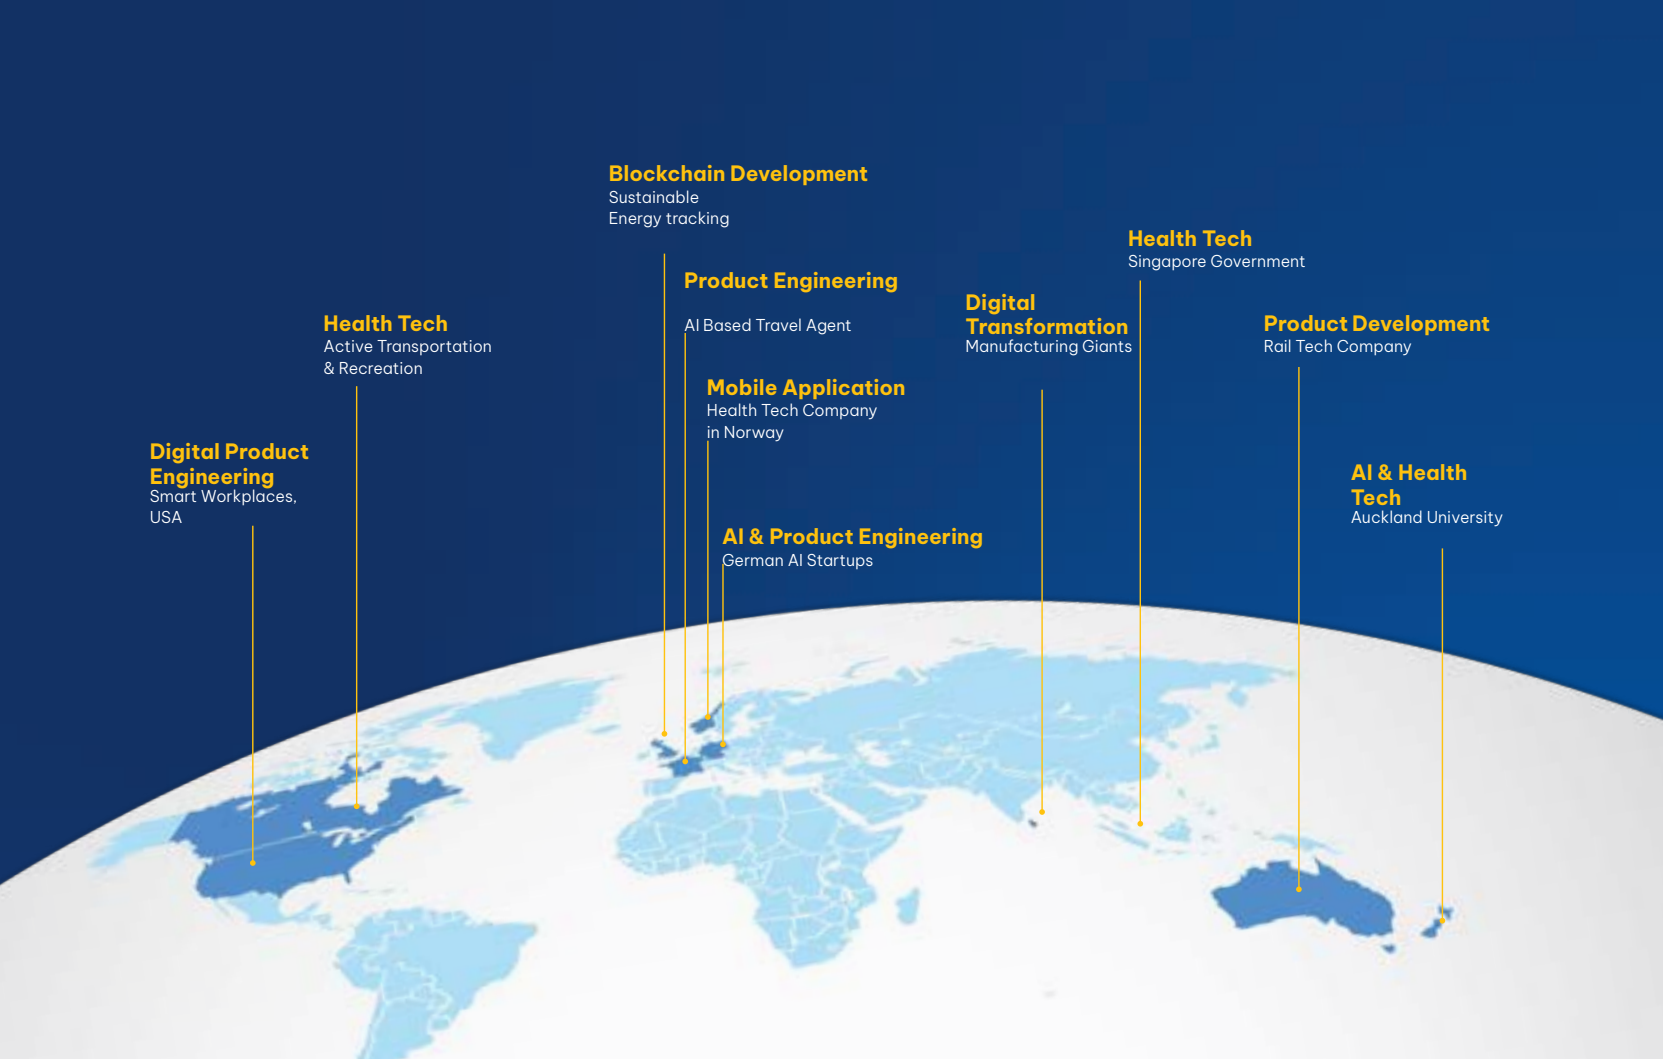 Blockchain Development
Sustainable
Energy tracking
Health Tech
Singapore Government
Product Engineering
AI Based Travel Agent
Digital
Transformation
Manufacturing Giants
Health Tech
Active Transportation
& Recreation
Product Development
Rail Tech Company
Mobile Application
Health Tech Company
in Norway
Digital Product
Engineering
Smart Workplaces,
USA
AI & Health
Tech
Auckland University
AI & Product Engineering
German AI Startups